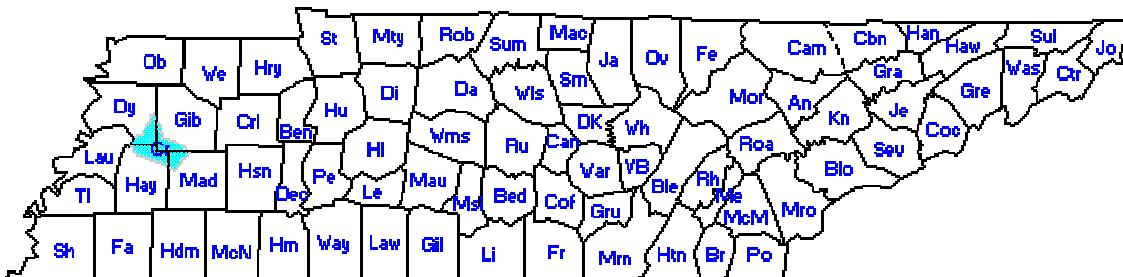 St Mty Rob Sum Mac Ja Ov Fe Cam Cbn Han Haw Sul Jo
Ob We Hry Hu Di Da Wls Sm Mor An Gra Kn Je Gre Was Ctr
Dy Gib Crl Ben Wms Ru DK Can Wh Roa Sev Coc
Lau Hay Mad Hsn Dec Pe Hl Le Mau Msl Bed Cof War VB Gru Ble Rh Me McM Mro Blo
Tl
Sh Fa Hdm McN Hrn Way Law Gil Li Fr Mrn Htn Br Po